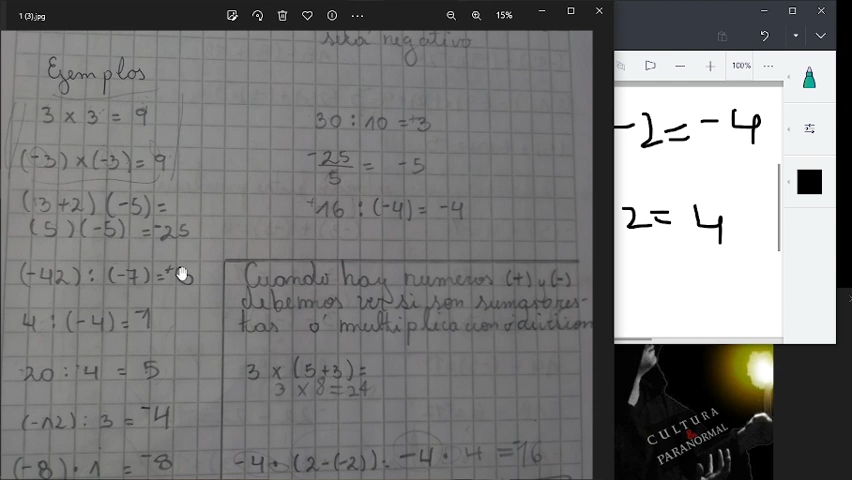 1 (3).jpg
15%
100%
será negativo
Ejemplos
3 x 3 = 9
(-3) x (-3) = 9
(3+2) (-5) =
(5) (-5) = -25
(-42) : (-7) = +
4 : (-4) = 1
20 : 4 = 5
(-12) : 3 = -4
(-8) · 1 = -8
30 : 10 = +3
-25/5 = -5
+16 : (-4) = -4
Cuando hay numeros (+) y (-)
debemos ver si son sumas o res-
tas ó multiplicacion o division
3 x (5+3) =
3 x 8 = 24
-4 · (2-(-2)) : -4 · 4 = -16
-2 = -4
2 = 4
CULTURA
&
PARANORMAL